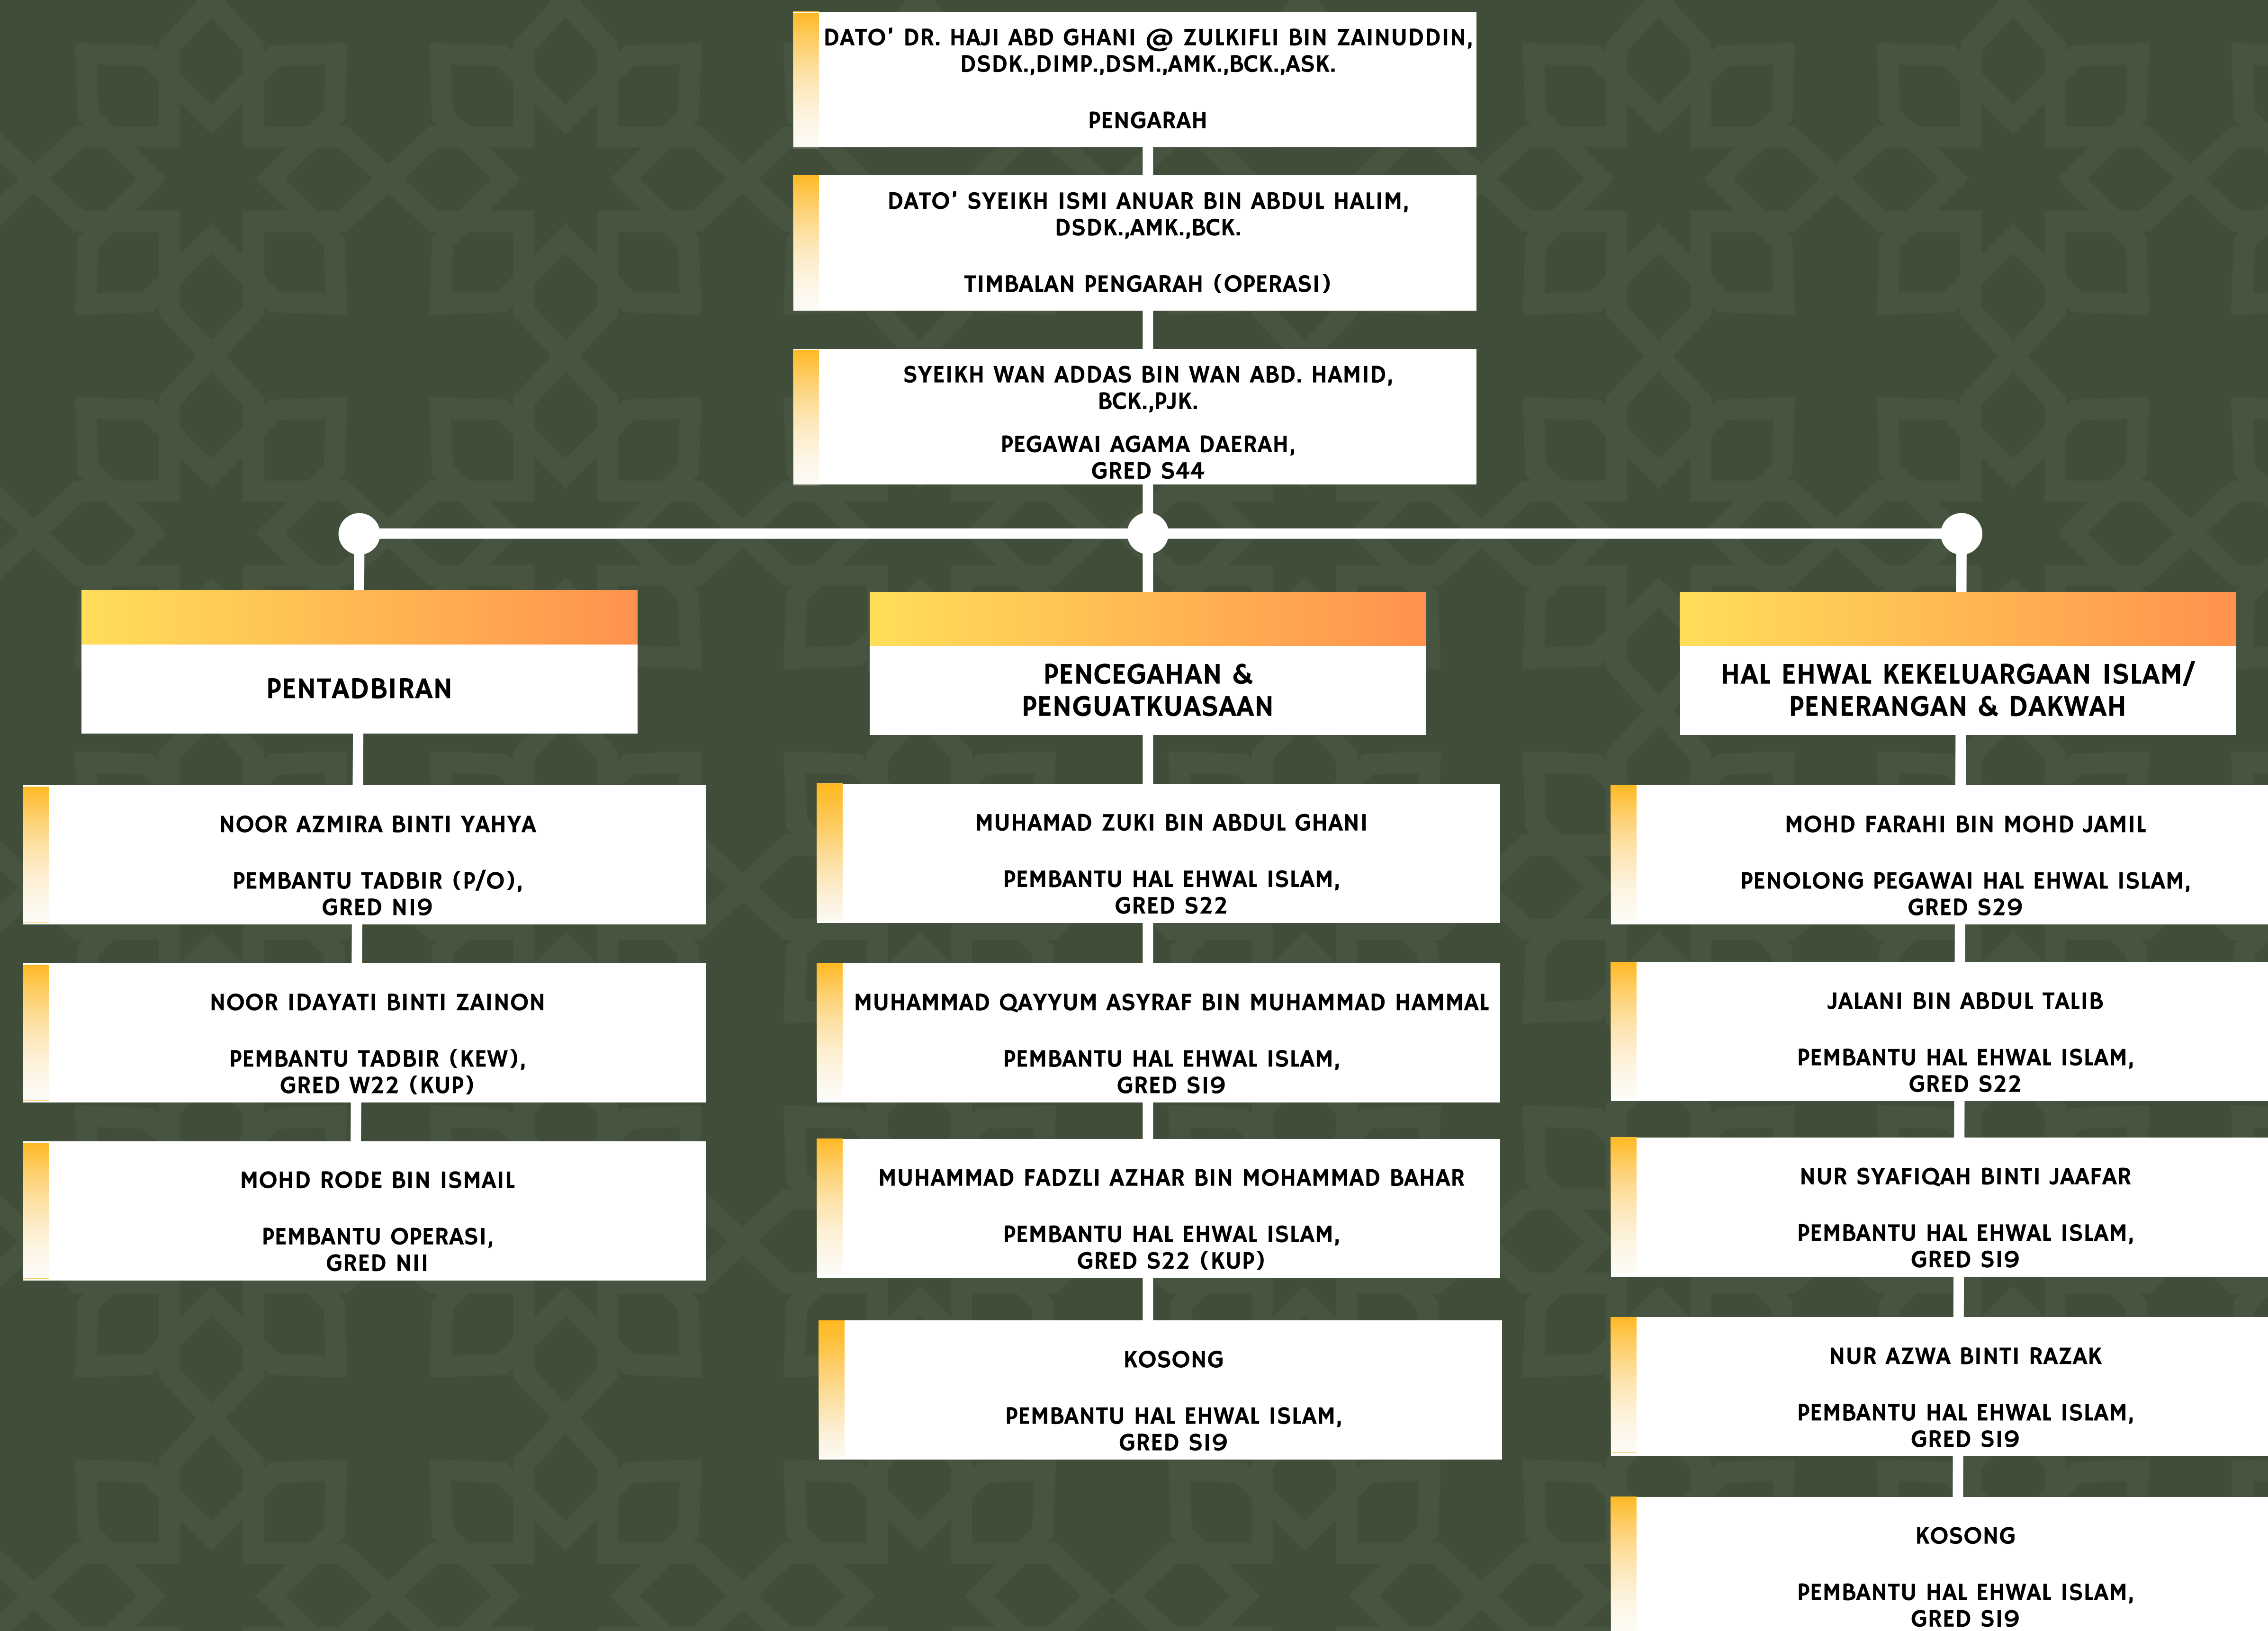 DATO' DR. HAJI ABD GHANI @ ZULKIFLI BIN ZAINUDDIN,
DSDK.,DIMP.,DSM.,AMK.,BCK.,ASK.
PENGARAH
DATO' SYEIKH ISMI ANUAR BIN ABDUL HALIM,
DSDK.,AMK.,BCK.
TIMBALAN PENGARAH (OPERASI)
SYEIKH WAN ADDAS BIN WAN ABD. HAMID,
BCK.,PJK.
PEGAWAI AGAMA DAERAH,
GRED S44
PENTADBIRAN
NOOR AZMIRA BINTI YAHYA
PEMBANTU TADBIR (P/O),
GRED N19
NOOR IDAYATI BINTI ZAINON
PEMBANTU TADBIR (KEW),
GRED W22 (KUP)
MOHD RODE BIN ISMAIL
PEMBANTU OPERASI,
GRED N11
PENCEGAHAN &
PENGUATKUASAAN
MUHAMAD ZUKI BIN ABDUL GHANI
PEMBANTU HAL EHWAL ISLAM,
GRED S22
MUHAMMAD QAYYUM ASYRAF BIN MUHAMMAD HAMMAL
PEMBANTU HAL EHWAL ISLAM,
GRED S19
MUHAMMAD FADZLI AZHAR BIN MOHAMMAD BAHAR
PEMBANTU HAL EHWAL ISLAM,
GRED S22 (KUP)
KOSONG
PEMBANTU HAL EHWAL ISLAM,
GRED S19
HAL EHWAL KEKELUARGAAN ISLAM/
PENERANGAN & DAKWAH
MOHD FARAHI BIN MOHD JAMIL
PENOLONG PEGAWAI HAL EHWAL ISLAM,
GRED S29
JALANI BIN ABDUL TALIB
PEMBANTU HAL EHWAL ISLAM,
GRED S22
NUR SYAFIQAH BINTI JAAFAR
PEMBANTU HAL EHWAL ISLAM,
GRED S19
NUR AZWA BINTI RAZAK
PEMBANTU HAL EHWAL ISLAM,
GRED S19
KOSONG
PEMBANTU HAL EHWAL ISLAM,
GRED S19